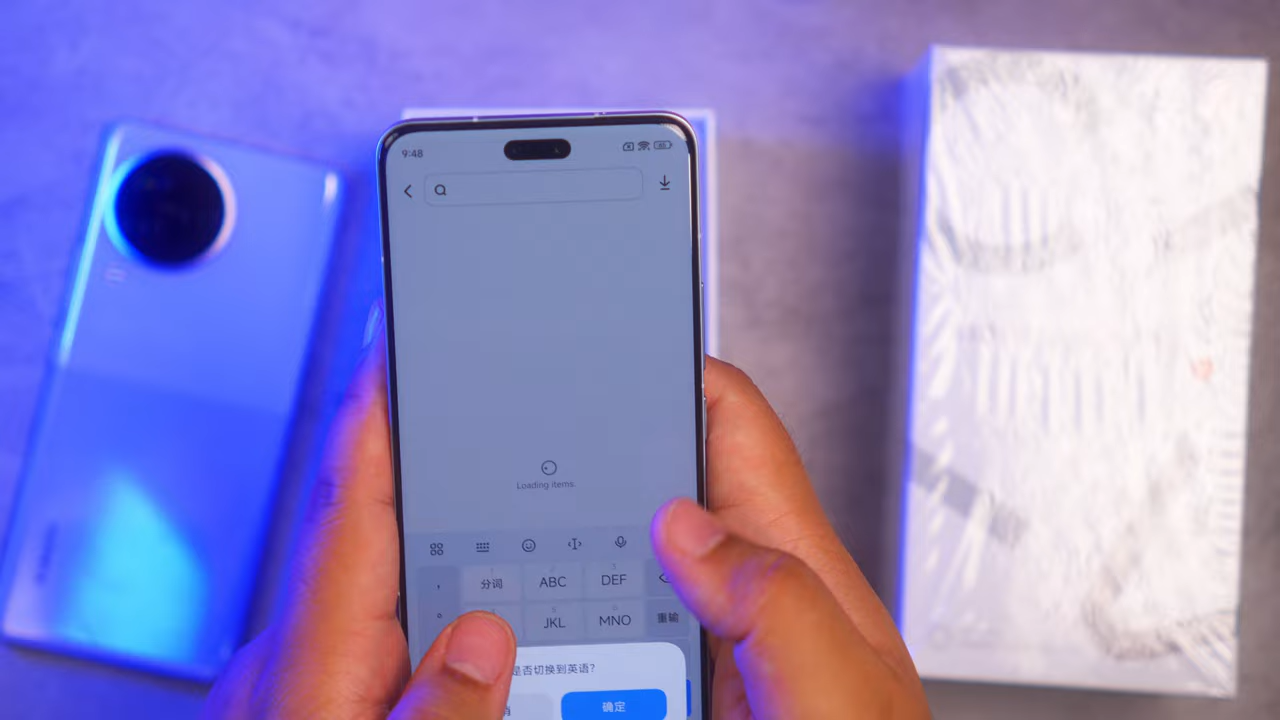 9:48
Loading items.
分词 ABC DEF
JKL MNO 重输
是否切换到英语?
确定